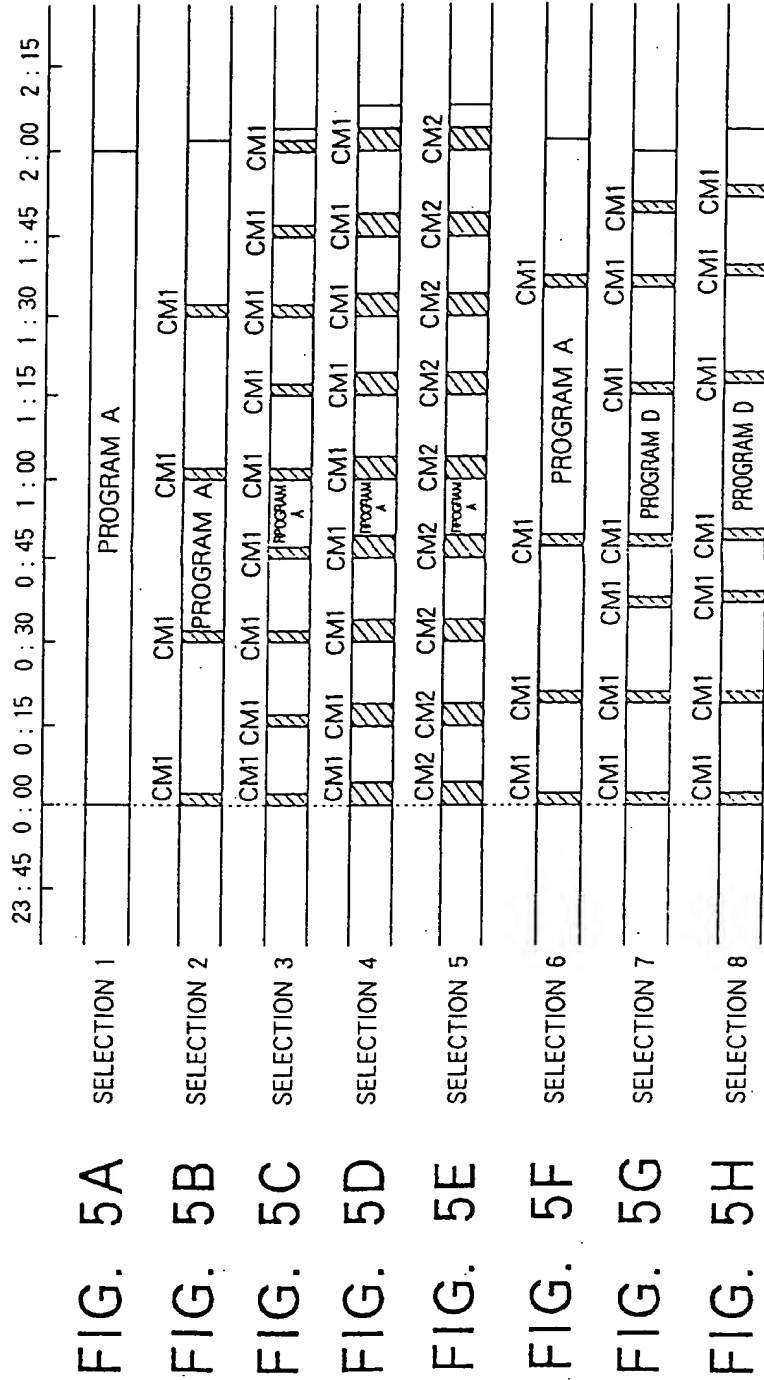 23:45 0:00 0:15 0:30 0:45 1:00 1:15 1:30 1:45 2:00 2:15
FIG. 5A SELECTION 1 PROGRAM A
CM1 CM1 CM1 CM1
FIG. 5B SELECTION 2 PROGRAM A
CM1 CM1 CM1 CM1 CM1 CM1 CM1 CM1 CM1
FIG. 5C SELECTION 3 RPOGRAM A
CM1 CM1 CM1 CM1 CM1 CM1 CM1 CM1 CM1
FIG. 5D SELECTION 4 RPOGRAM A
CM2 CM2 CM2 CM2 CM2 CM2 CM2 CM2 CM2
FIG. 5E SELECTION 5 RPOGRAM A
CM1 CM1 CM1 CM1
FIG. 5F SELECTION 6 PROGRAM A
CM1 CM1 CM1 CM1 CM1 CM1 CM1
FIG. 5G SELECTION 7 PROGRAM D
CM1 CM1 CM1 CM1 CM1 CM1 CM1
FIG. 5H SELECTION 8 PROGRAM D